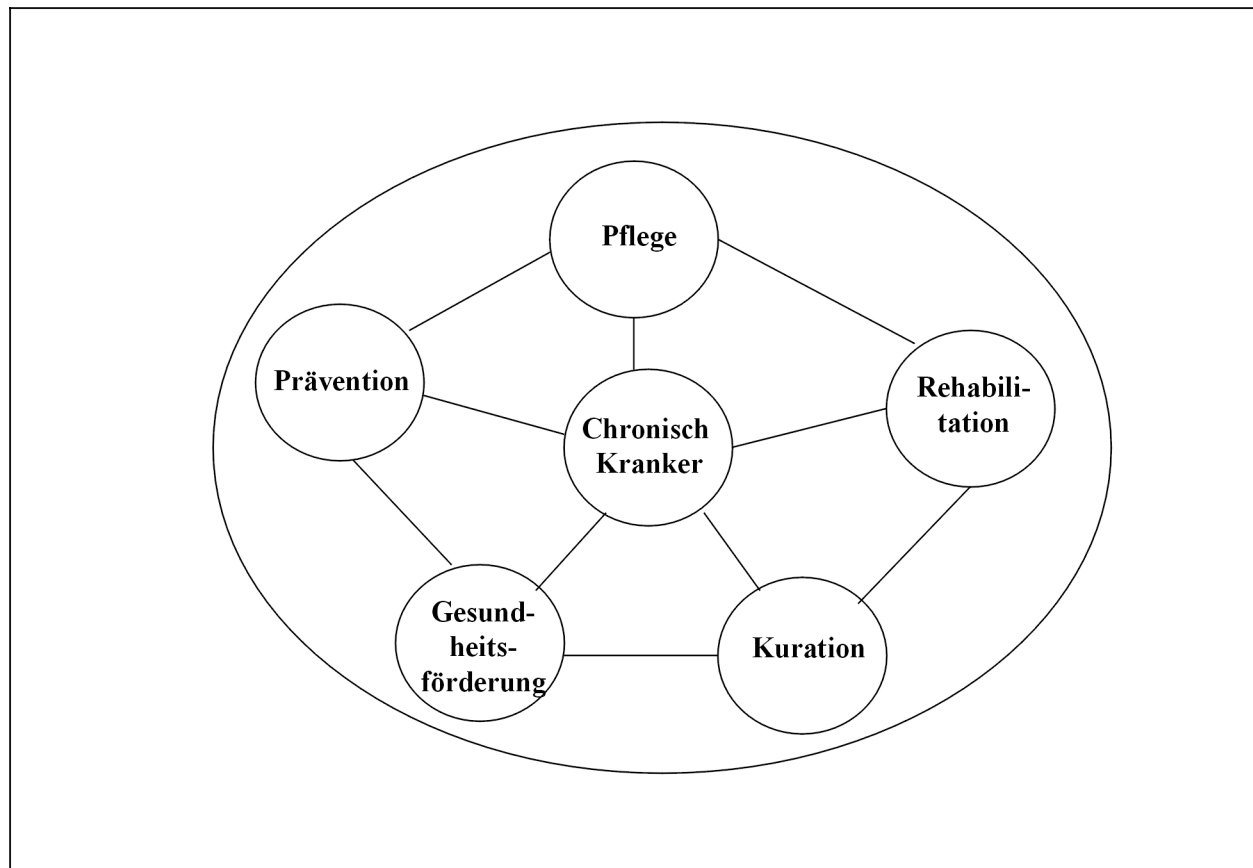 Pflege
Prävention
Rehabili-
tation
Chronisch
Kranker
Gesund-
heits-
förderung
Kuration